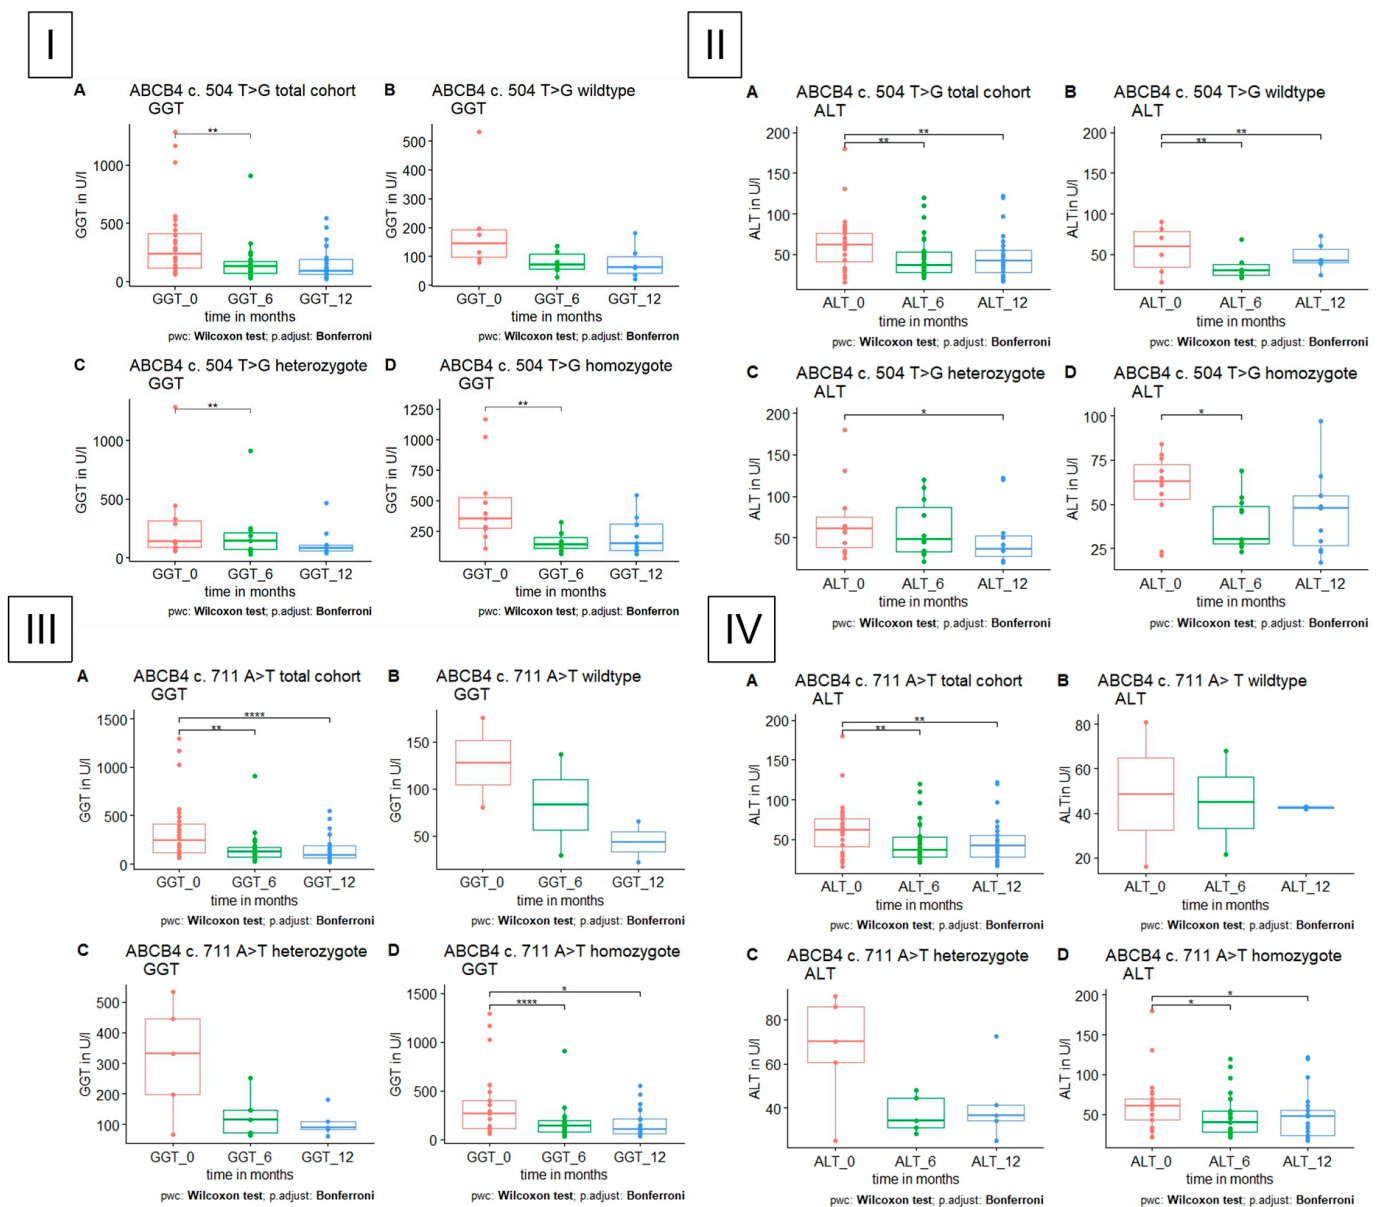 I
A ABCB4 c. 504 T>G total cohort
GGT
**
1000
500
0
GGT in U/l
GGT_0 GGT_6 GGT_12
time in months
pwc: Wilcoxon test; p.adjust: Bonferroni
B ABCB4 c. 504 T>G wildtype
GGT
500
400
300
200
100
0
GGT in U/l
GGT_0 GGT_6 GGT_12
time in months
pwc: Wilcoxon test; p.adjust: Bonferroni
C ABCB4 c. 504 T>G heterozygote
GGT
**
1000
500
0
GGT in U/l
GGT_0 GGT_6 GGT_12
time in months
pwc: Wilcoxon test; p.adjust: Bonferroni
D ABCB4 c. 504 T>G homozygote
GGT
**
1250
1000
750
500
250
GGT in U/l
GGT_0 GGT_6 GGT_12
time in months
pwc: Wilcoxon test; p.adjust: Bonferron
II
A ABCB4 c. 504 T>G total cohort
ALT
**
**
200
150
100
50
ALT in U/l
ALT_0 ALT_6 ALT_12
time in months
pwc: Wilcoxon test; p.adjust: Bonferroni
B ABCB4 c. 504 T>G wildtype
ALT
**
**
200
150
100
50
ALTin U/l
ALT_0 ALT_6 ALT_12
time in months
pwc: Wilcoxon test; p.adjust: Bonferroni
C ABCB4 c. 504 T>G heterozygote
ALT
*
200
150
100
50
ALT in U/l
ALT_0 ALT_6 ALT_12
time in months
pwc: Wilcoxon test; p.adjust: Bonferroni
D ABCB4 c. 504 T>G homozygote
ALT
*
100
75
50
25
ALT in U/l
ALT_0 ALT_6 ALT_12
time in months
pwc: Wilcoxon test; p.adjust: Bonferroni
III
A ABCB4 c. 711 A>T total cohort
GGT
****
**
1500
1000
500
0
GGT in U/l
GGT_0 GGT_6 GGT_12
time in months
pwc: Wilcoxon test; p.adjust: Bonferroni
B ABCB4 c. 711 A>T wildtype
GGT
150
100
50
GGT in U/l
GGT_0 GGT_6 GGT_12
time in months
pwc: Wilcoxon test; p.adjust: Bonferroni
C ABCB4 c. 711 A>T heterozygote
GGT
500
400
300
200
100
GGT in U/l
GGT_0 GGT_6 GGT_12
time in months
pwc: Wilcoxon test; p.adjust: Bonferroni
D ABCB4 c. 711 A>T homozygote
GGT
*
****
1500
1000
500
0
GGT in U/l
GGT_0 GGT_6 GGT_12
time in months
pwc: Wilcoxon test; p.adjust: Bonferroni
IV
A ABCB4 c. 711 A>T total cohort
ALT
**
**
200
150
100
50
ALT in U/l
ALT_0 ALT_6 ALT_12
time in months
pwc: Wilcoxon test; p.adjust: Bonferroni
B ABCB4 c. 711 A> T wildtype
ALT
80
60
40
20
ALTin U/l
ALT_0 ALT_6 ALT_12
time in months
pwc: Wilcoxon test; p.adjust: Bonferroni
C ABCB4 c. 711 A>T heterozygote
ALT
80
60
40
ALT in U/l
ALT_0 ALT_6 ALT_12
time in months
pwc: Wilcoxon test; p.adjust: Bonferroni
D ABCB4 c. 711 A>T homozygote
ALT
*
*
200
150
100
50
ALT in U/l
ALT_0 ALT_6 ALT_12
time in months
pwc: Wilcoxon test; p.adjust: Bonferroni